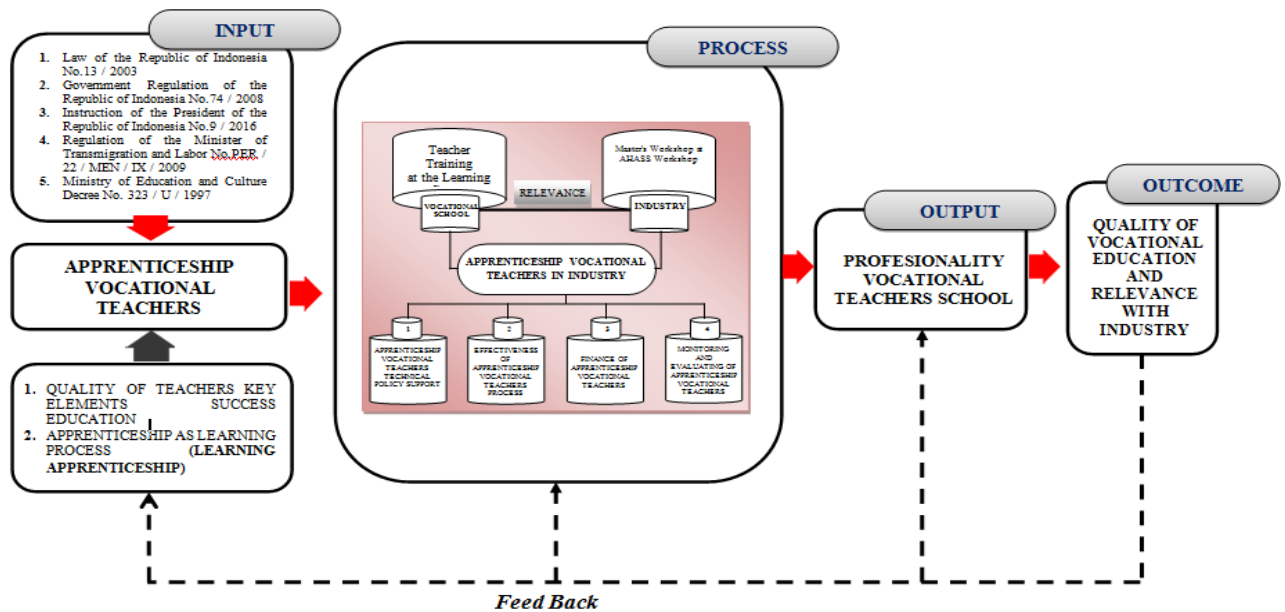 INPUT
1. Law of the Republic of Indonesia
No.13 / 2003
2. Government Regulation of the
Republic of Indonesia No.74 / 2008
3. Instruction of the President of the
Republic of Indonesia No.9 / 2016
4. Regulation of the Minister of
Transmigration and Labor No.PER. /
22 / MEN / IX / 2009
5. Ministry of Education and Culture
Decree No. 323 / U / 1997
APPRENTICESHIP
VOCATIONAL
TEACHERS
1. QUALITY OF TEACHERS KEY
ELEMENTS SUCCESS
EDUCATION
2. APPRENTICESHIP AS LEARNING
PROCESS (LEARNING
APPRENTICESHIP)
PROCESS
Teacher
Training
at the Learning
VOCATIONAL
SCHOOL
RELEVANCE
Master's Workshop at
AHASS Workshop
INDUSTRY
APPRENTICESHIP VOCATIONAL
TEACHERS IN INDUSTRY
1
APPRENTICESHIP
VOCATIONAL
TEACHERS
TECHNICAL
POLICY SUPPORT
2
EFFECTIVENESS
OF
APPRENTICESHIP
VOCATIONAL
TEACHERS
PROCESS
3
FINANCE OF
APPRENTICESHIP
VOCATIONAL
TEACHERS
4
MONITORING
AND
EVALUATING OF
APPRENTICESHIP
VOCATIONAL
TEACHERS
OUTPUT
PROFESIONALITY
VOCATIONAL
TEACHERS SCHOOL
OUTCOME
QUALITY OF
VOCATIONAL
EDUCATION
AND
RELEVANCE
WITH
INDUSTRY
Feed Back